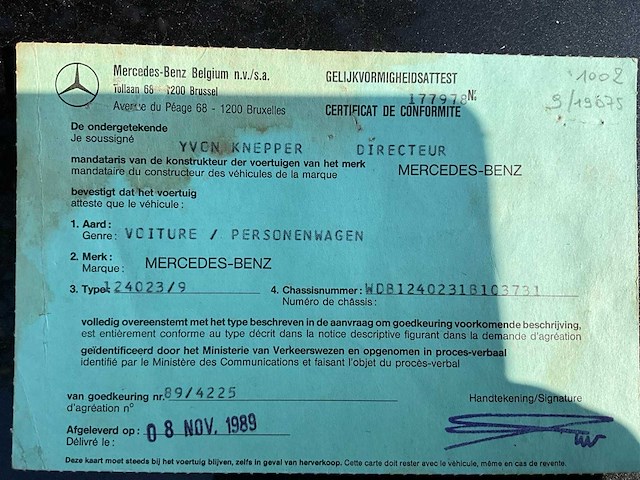 Mercedes-Benz Belgium n.v./s.a.
Tollaan 68 - 1200 Brussel
Avenue du Péage 68 - 1200 Bruxelles
GELIJKVORMIGHEIDSATTEST
177978 N°
CERTIFICAT DE CONFORMITE
1002
9/19675
De ondergetekende
Je soussigné
YVON KNEPPER DIRECTEUR
mandataris van de konstrukteur der voertuigen van het merk
mandataire du constructeur des véhicules de la marque
MERCEDES-BENZ
bevestigt dat het voertuig
atteste que le véhicule :
1. Aard :
Genre : VOITURE / PERSONENWAGEN
2. Merk :
Marque : MERCEDES-BENZ
3. Type 124023/9 4. Chassisnummer : WDB1240231B103731
Numéro de châssis :
volledig overeenstemt met het type beschreven in de aanvraag om goedkeuring voorkomende beschrijving,
est entièrement conforme au type décrit dans la notice descriptive figurant dans la demande d'agréation
geïdentificeerd door het Ministerie van Verkeerswezen en opgenomen in proces-verbaal
identifié par le Ministère des Communications et faisant l'objet du procès-verbal
van goedkeuring nr. 89/4225
d'agréation n°
Handtekening/Signature
Afgeleverd op : 08 NOV. 1989
Délivré le :
Deze kaart moet steeds bij het voertuig blijven, zelfs in geval van herverkoop. Cette carte doit rester avec le véhicule, même en cas de revente.